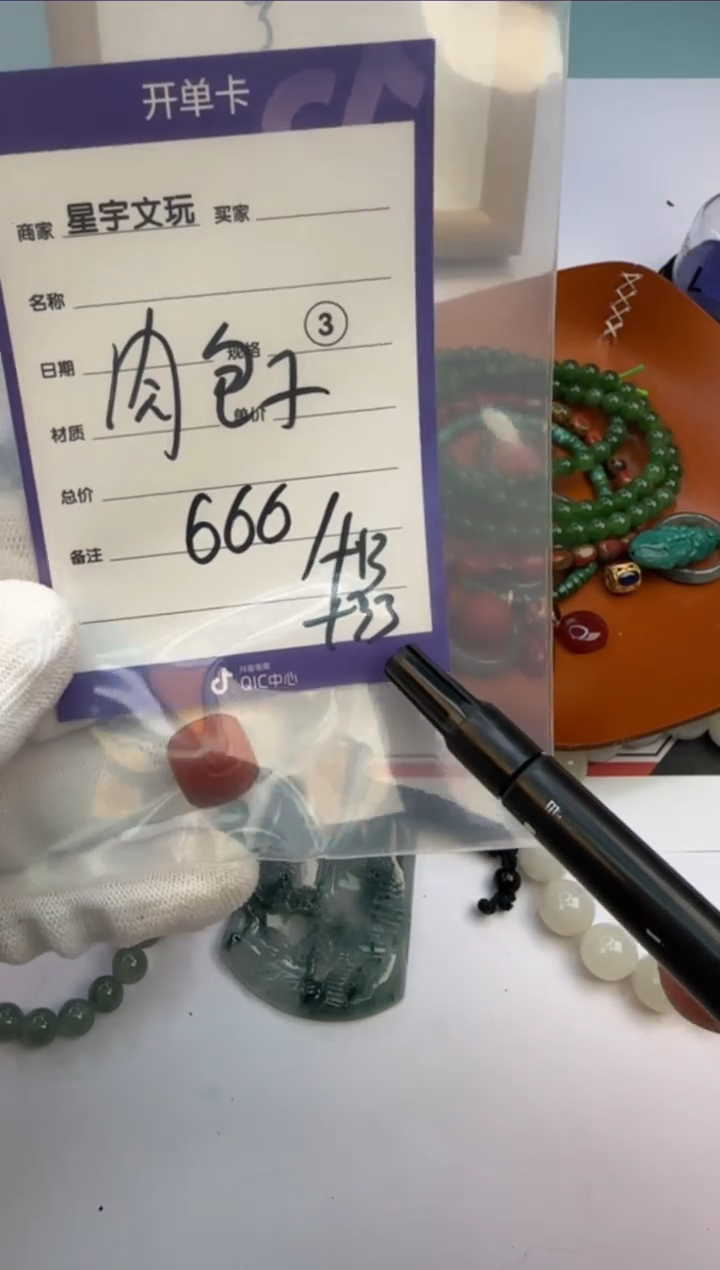 开单卡
商家 星宇文玩 买家
名称
③
日期 规格
肉包子
材质 单价
总价
666 /+13
备注
+33
抖音电商
QIC中心